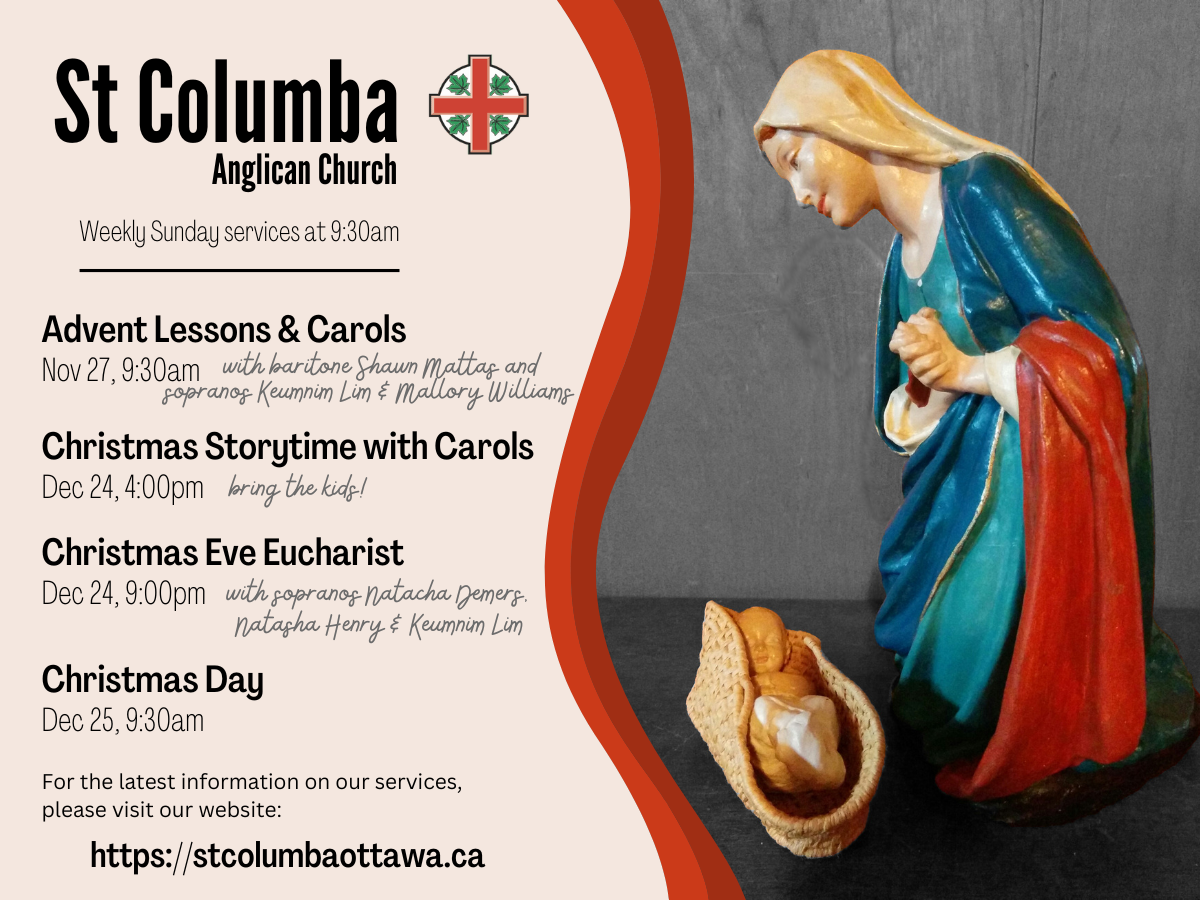 St Columba
Anglican Church
Weekly Sunday services at 9:30am
Advent Lessons & Carols
Nov 27, 9:30am with baritone Shawn Mattas and
sopranos Keumnim Lim & Mallory Williams
Christmas Storytime with Carols
Dec 24, 4:00pm bring the kids!
Christmas Eve Eucharist
Dec 24, 9:00pm with sopranos Natacha Demers,
Natasha Henry & Keumnim Lim
Christmas Day
Dec 25, 9:30am
For the latest information on our services,
please visit our website:
https://stcolumbaottawa.ca